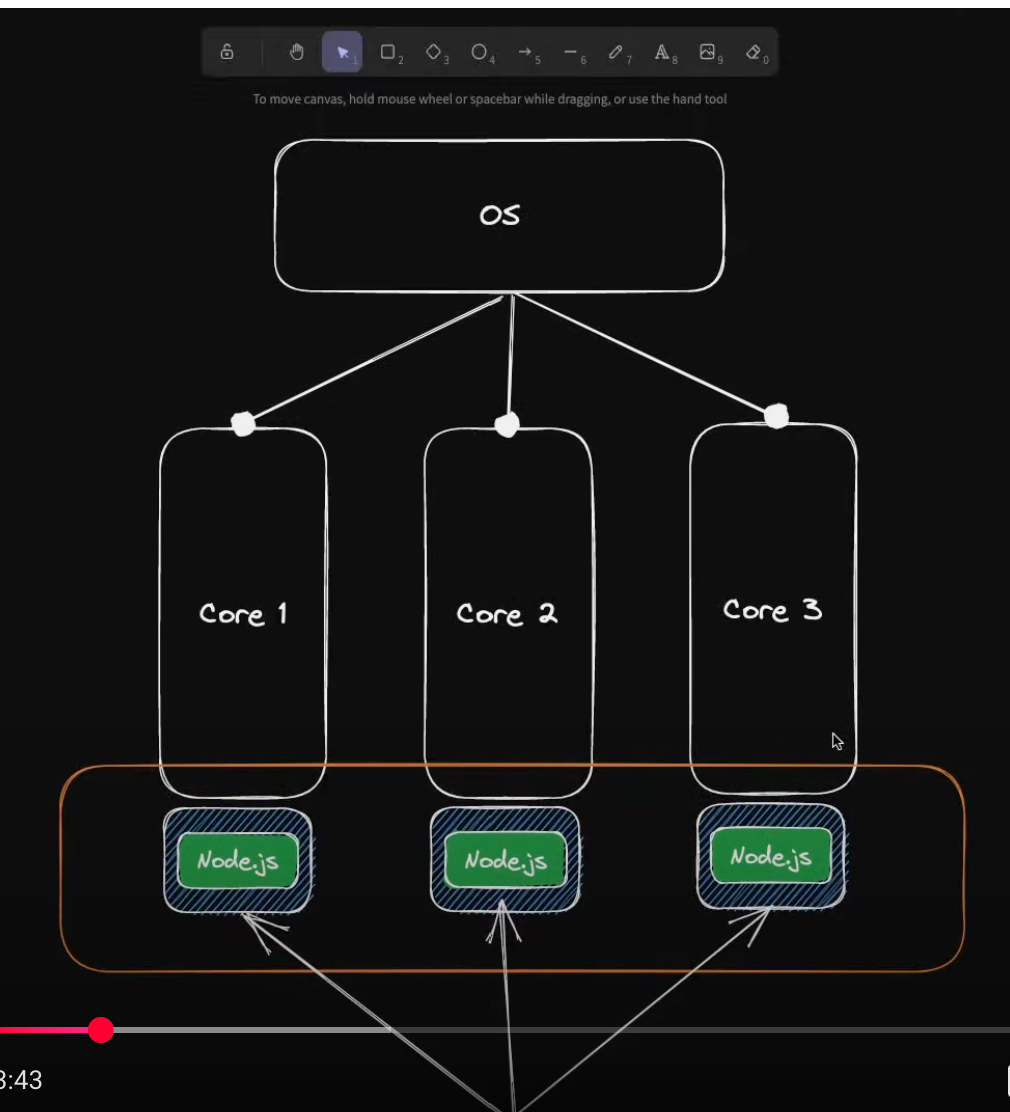 1 2 3 4 5 6 7 A 8 9 0
To move canvas, hold mouse wheel or spacebar while dragging, or use the hand tool
OS
Core 1 Core 2 Core 3
Node.js Node.js Node.js
3:43